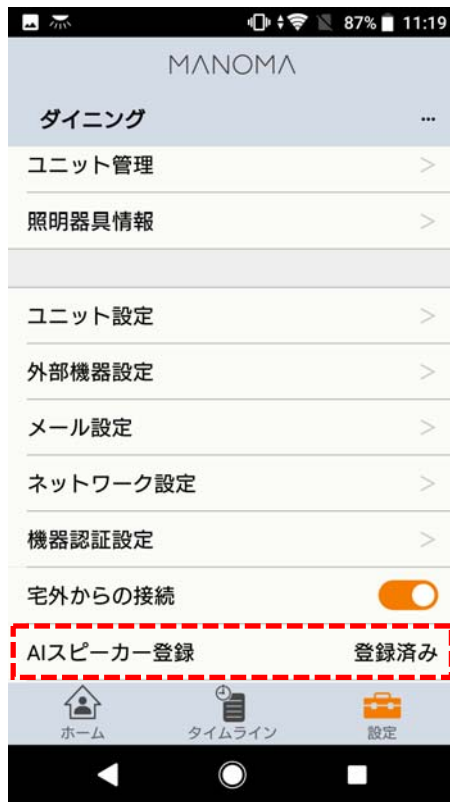 87% 11:19
MANOMA
ダイニング ...
ユニット管理 >
照明器具情報 >
ユニット設定 >
外部機器設定 >
メール設定 >
ネットワーク設定 >
機器認証設定 >
宅外からの接続
AIスピーカー登録 登録済み
ホーム タイムライン 設定